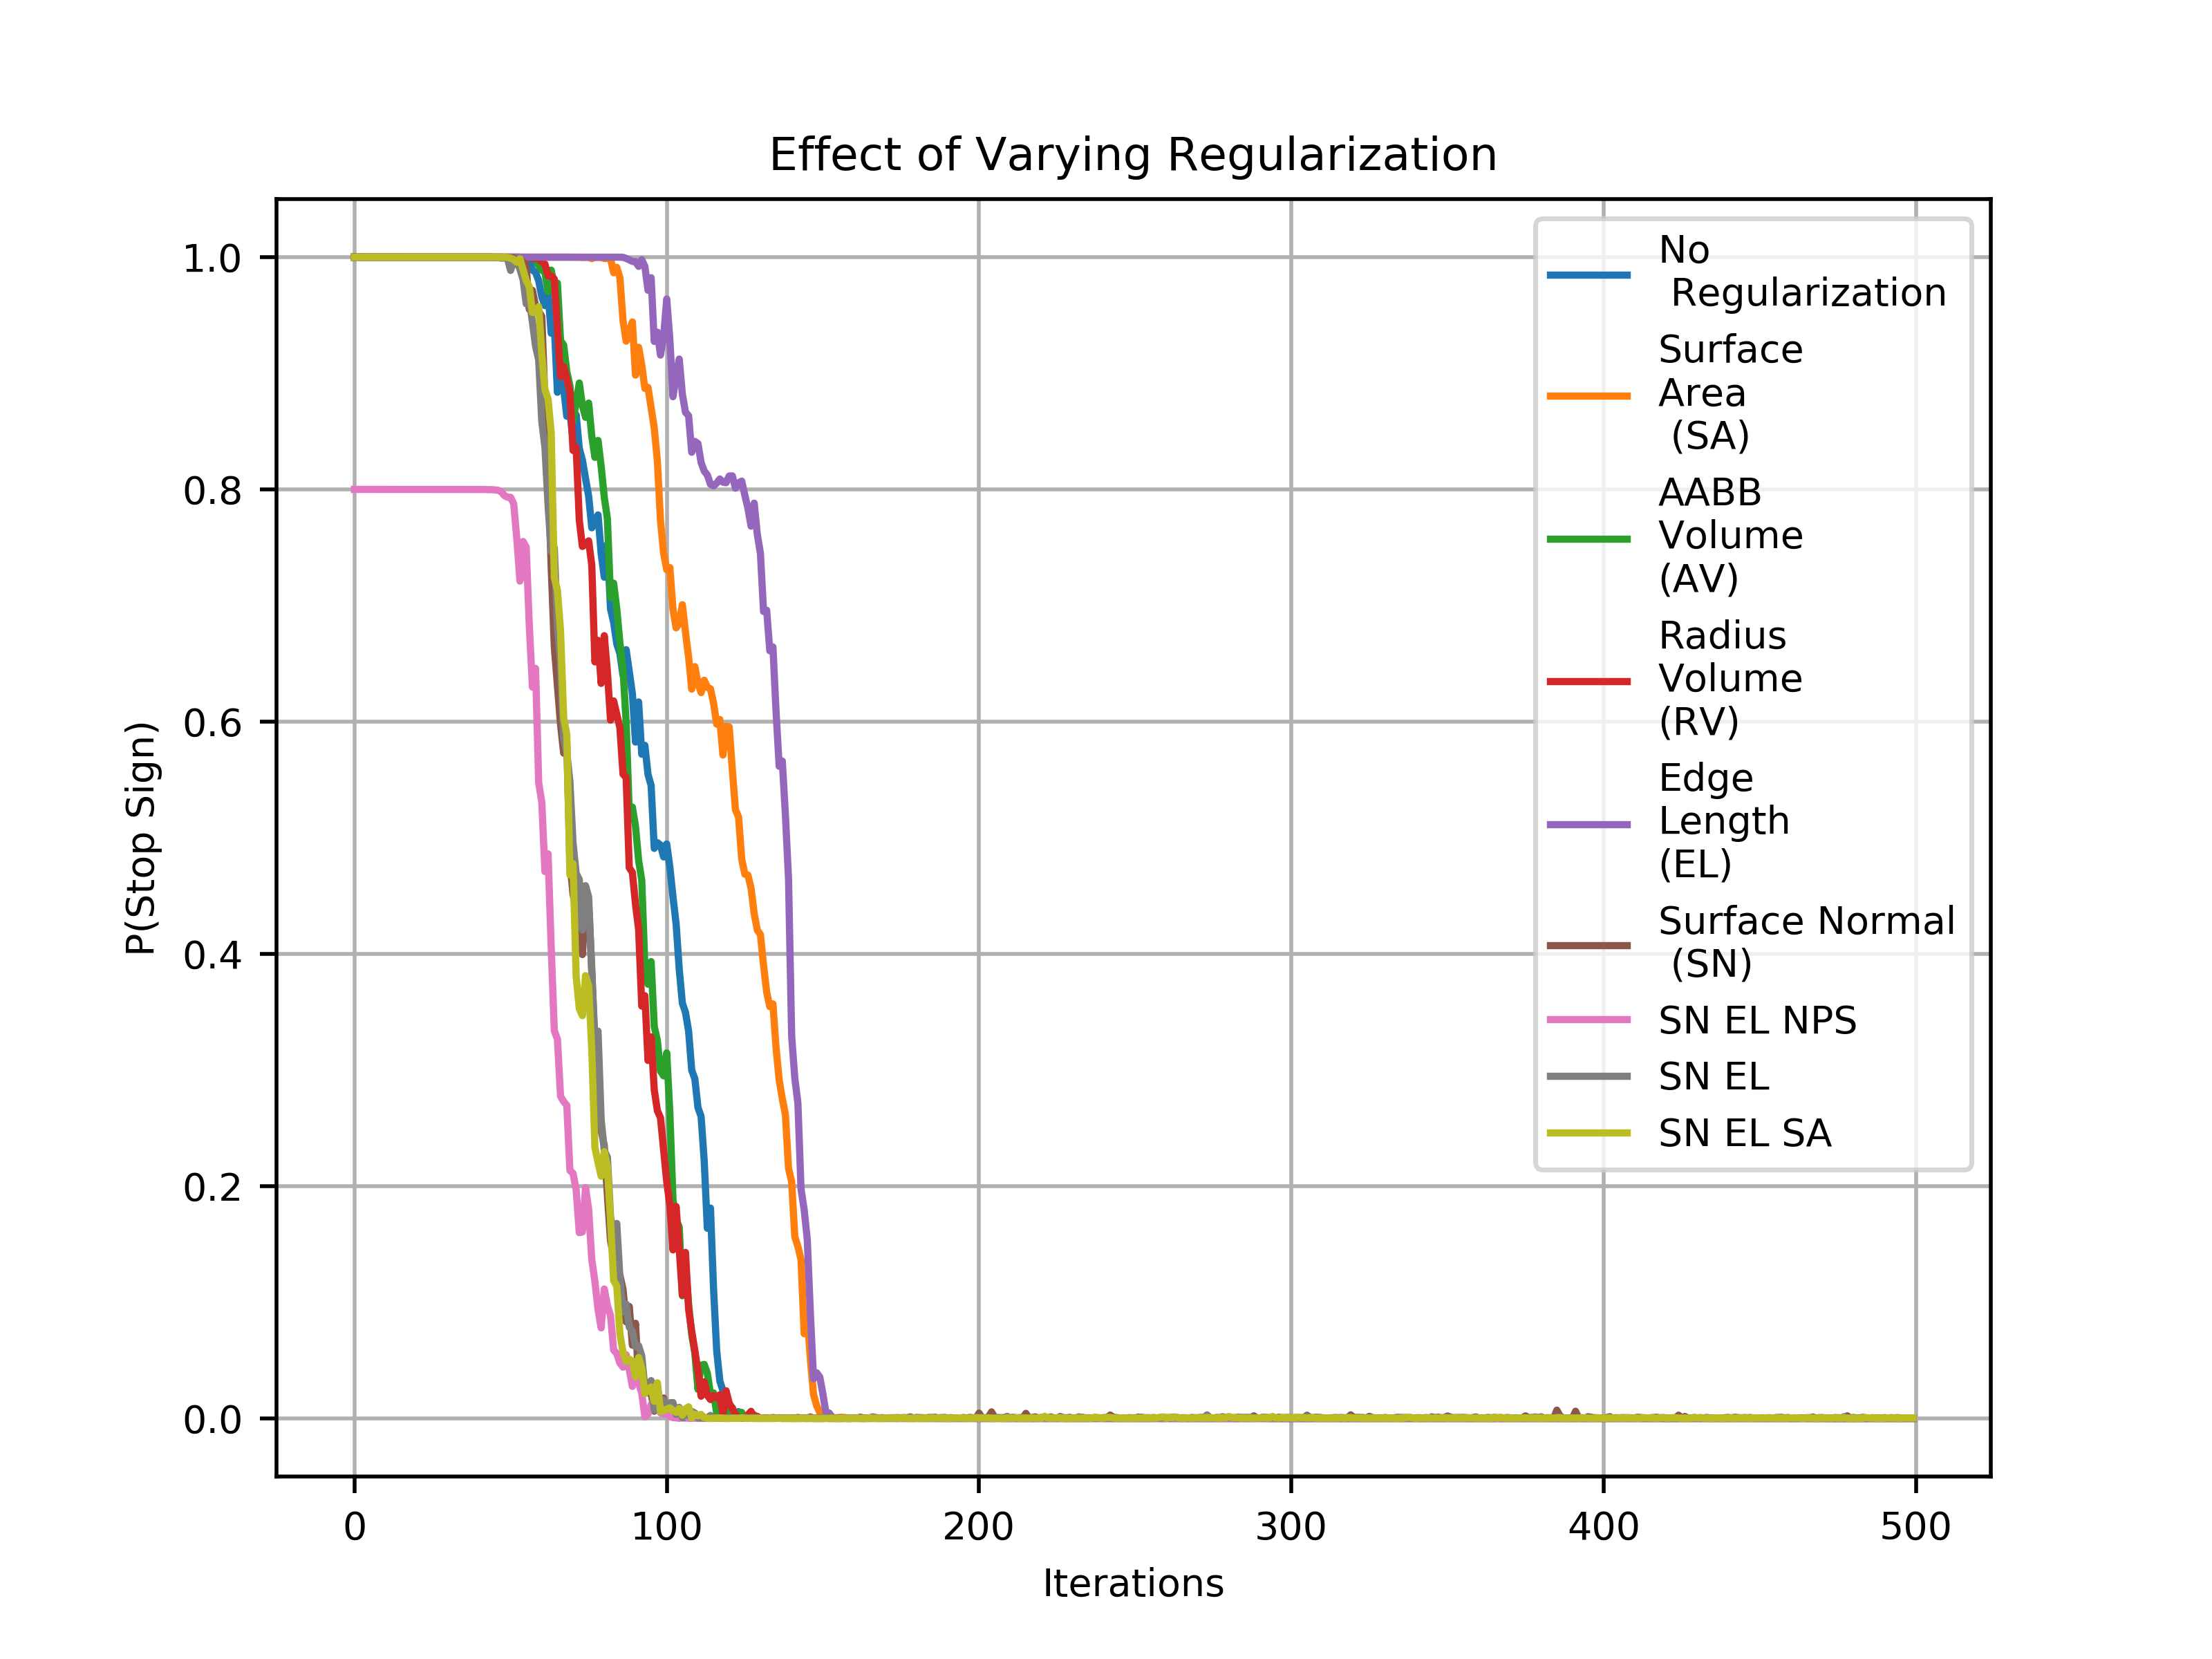 Effect of Varying Regularization
1.0
0.8
0.6
0.4
0.2
0.0
P(Stop Sign)
0
100
200
300
400
500
Iterations
No
Regularization
Surface
Area
(SA)
AABB
Volume
(AV)
Radius
Volume
(RV)
Edge
Length
(EL)
Surface Normal
(SN)
SN EL NPS
SN EL
SN EL SA